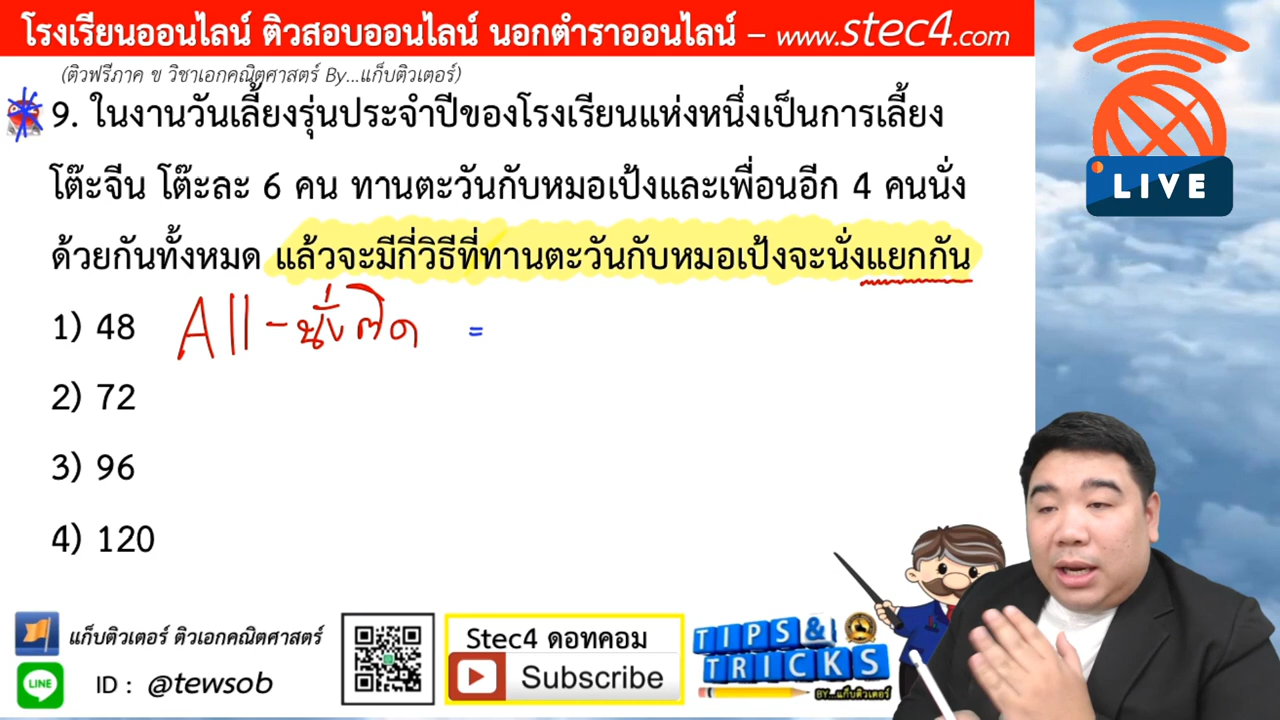 โรงเรียนออนไลน์ ติวสอบออนไลน์ นอกตำราออนไลน์ – www.stec4.com
(ติวฟรีภาค ข วิชาเอกคณิตศาสตร์ By...แก็บติวเตอร์)
9. ในงานวันเลี้ยงรุ่นประจำปีของโรงเรียนแห่งหนึ่งเป็นการเลี้ยง
โต๊ะจีน โต๊ะละ 6 คน ทานตะวันกับหมอเป้งและเพื่อนอีก 4 คนนั่ง
ด้วยกันทั้งหมด แล้วจะมีกี่วิธีที่ทานตะวันกับหมอเป้งจะนั่งแยกกัน
1) 48
All - นั่งติด =
2) 72
3) 96
4) 120
LIVE
แก็บติวเตอร์ ติวเอกคณิตศาสตร์
LINE
ID : @tewsob
Stec4 ดอทคอม
Subscribe
TIPS &
TRICKS
BY...แก็บติวเตอร์